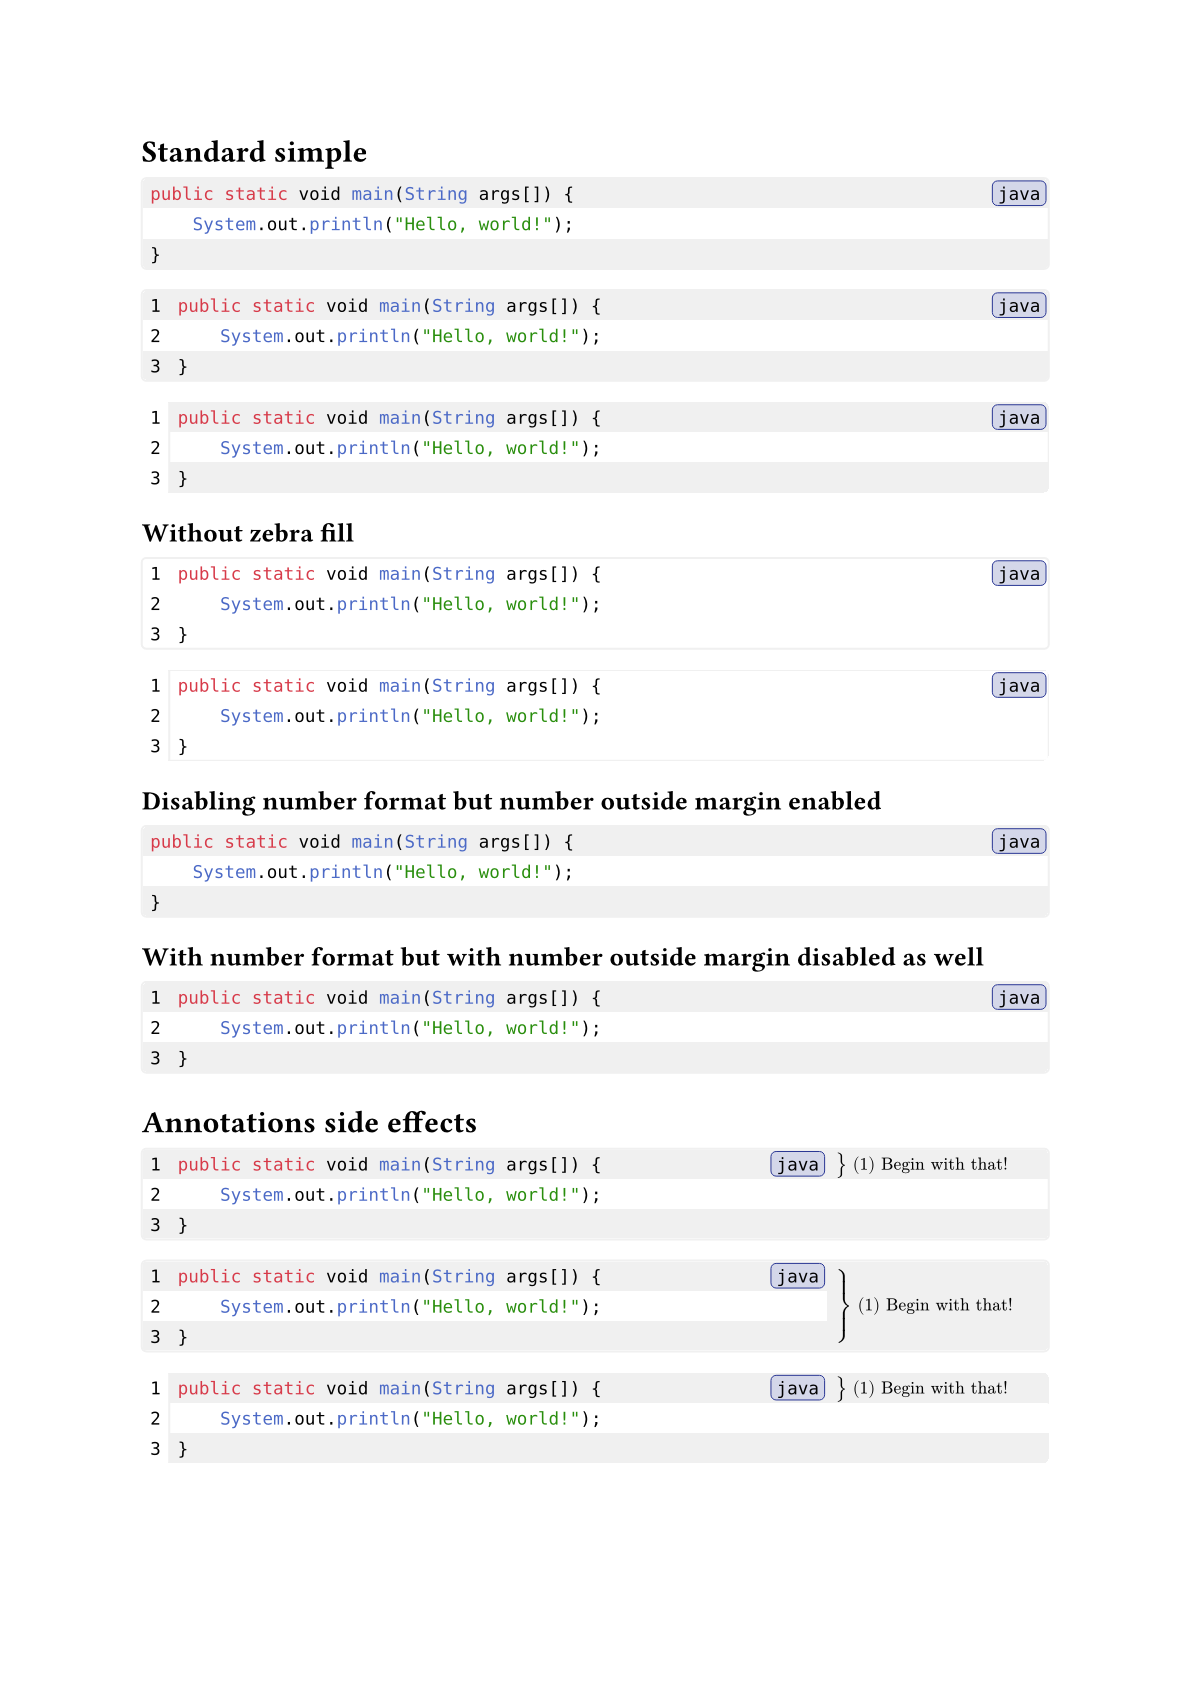 Standard simple
public static void main(String args[]) { java
    System.out.println("Hello, world!");
}
1 public static void main(String args[]) { java
2     System.out.println("Hello, world!");
3 }
1 public static void main(String args[]) { java
2     System.out.println("Hello, world!");
3 }
Without zebra fill
1 public static void main(String args[]) { java
2     System.out.println("Hello, world!");
3 }
1 public static void main(String args[]) { java
2     System.out.println("Hello, world!");
3 }
Disabling number format but number outside margin enabled
public static void main(String args[]) { java
    System.out.println("Hello, world!");
}
With number format but with number outside margin disabled as well
1 public static void main(String args[]) { java
2     System.out.println("Hello, world!");
3 }
Annotations side effects
1 public static void main(String args[]) { java } (1) Begin with that!
2     System.out.println("Hello, world!");
3 }
1 public static void main(String args[]) { java
2     System.out.println("Hello, world!"); } (1) Begin with that!
3 }
1 public static void main(String args[]) { java } (1) Begin with that!
2     System.out.println("Hello, world!");
3 }